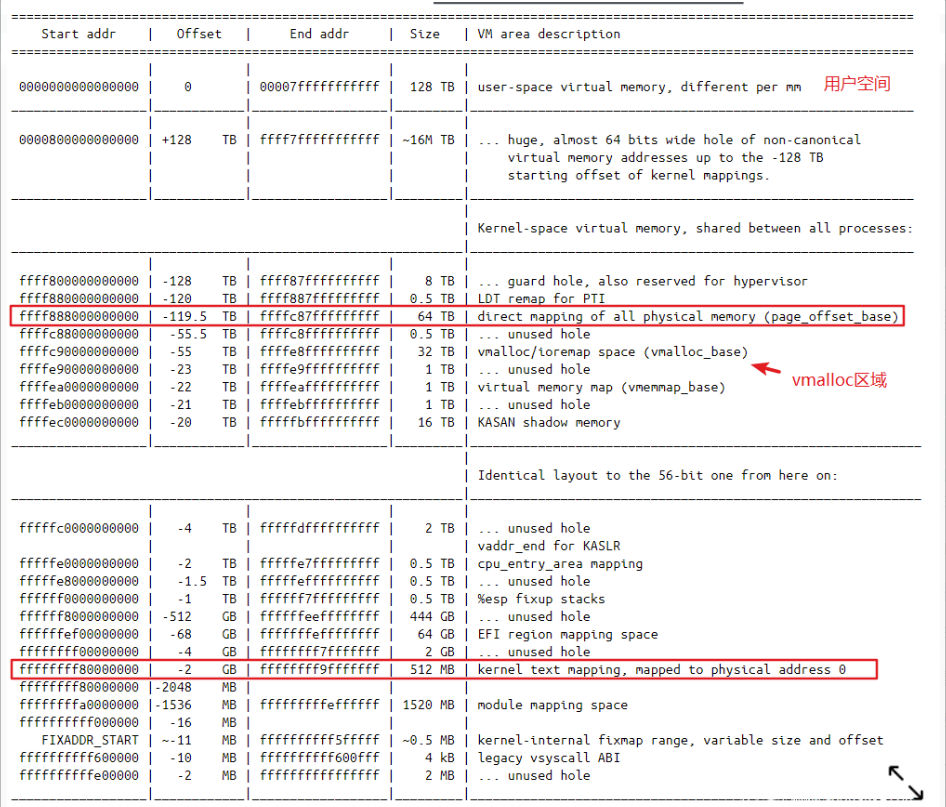 ========================================================================================================================
Start addr | Offset | End addr | Size | VM area description
========================================================================================================================
0000000000000000 | 0 | 00007fffffffffff | 128 TB | user-space virtual memory, different per mm 用户空间
0000800000000000 | +128 TB | ffff7fffffffffff | ~16M TB | ... huge, almost 64 bits wide hole of non-canonical
virtual memory addresses up to the -128 TB
starting offset of kernel mappings.
Kernel-space virtual memory, shared between all processes:
ffff800000000000 | -128 TB | ffff87ffffffffff | 8 TB | ... guard hole, also reserved for hypervisor
ffff880000000000 | -120 TB | ffff887fffffffff | 0.5 TB | LDT remap for PTI
ffff888000000000 | -119.5 TB | ffffc87fffffffff | 64 TB | direct mapping of all physical memory (page_offset_base)
ffffc88000000000 | -55.5 TB | ffffc8ffffffffff | 0.5 TB | ... unused hole
ffffc90000000000 | -55 TB | ffffe8ffffffffff | 32 TB | vmalloc/ioremap space (vmalloc_base)
ffffe90000000000 | -23 TB | ffffe9ffffffffff | 1 TB | ... unused hole
vmalloc区域
ffffea0000000000 | -22 TB | ffffeaffffffffff | 1 TB | virtual memory map (vmemmap_base)
ffffeb0000000000 | -21 TB | ffffebffffffffff | 1 TB | ... unused hole
ffffec0000000000 | -20 TB | fffffbffffffffff | 16 TB | KASAN shadow memory
Identical layout to the 56-bit one from here on:
fffffc0000000000 | -4 TB | fffffdffffffffff | 2 TB | ... unused hole
| | | | vaddr_end for KASLR
fffffe0000000000 | -2 TB | fffffe7fffffffff | 0.5 TB | cpu_entry_area mapping
fffffe8000000000 | -1.5 TB | fffffeffffffffff | 0.5 TB | ... unused hole
ffffff0000000000 | -1 TB | ffffff7fffffffff | 0.5 TB | %esp fixup stacks
ffffff8000000000 | -512 GB | ffffffeeffffffff | 444 GB | ... unused hole
ffffffef00000000 | -68 GB | fffffffeffffffff | 64 GB | EFI region mapping space
ffffffff00000000 | -4 GB | ffffffff7fffffff | 2 GB | ... unused hole
ffffffff80000000 | -2 GB | ffffffff9fffffff | 512 MB | kernel text mapping, mapped to physical address 0
ffffffff80000000 |-2048 MB | | |
ffffffffa0000000 |-1536 MB | fffffffffeffffff | 1520 MB | module mapping space
ffffffffff000000 | -16 MB | | |
FIXADDR_START | ~-11 MB | ffffffffff5fffff | ~0.5 MB | kernel-internal fixmap range, variable size and offset
ffffffffff600000 | -10 MB | ffffffffff600fff | 4 kB | legacy vsyscall ABI
ffffffffffe00000 | -2 MB | ffffffffffffffff | 2 MB | ... unused hole